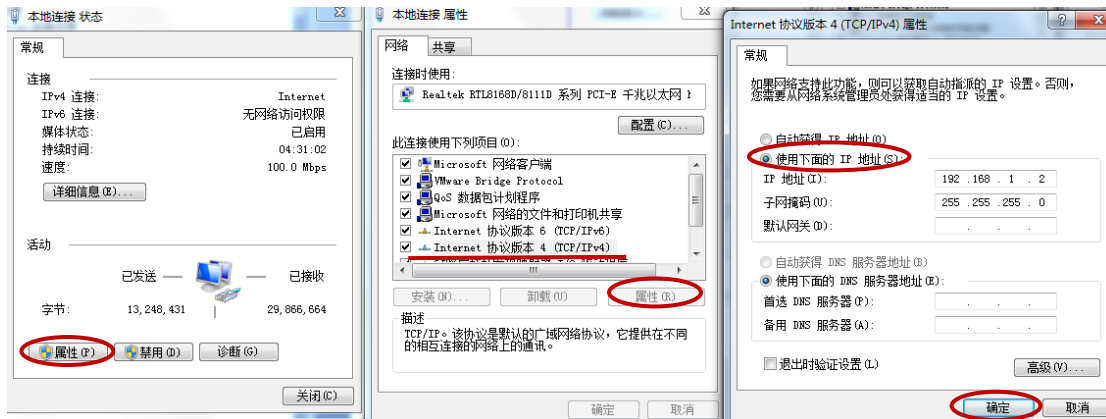 本地连接 状态
常规
连接
IPv4 连接: Internet
IPv6 连接: 无网络访问权限
媒体状态: 已启用
持续时间: 04:31:02
速度: 100.0 Mbps
详细信息(E)...
活动
已发送 — — 已接收
字节: 13,248,431 | 29,866,664
属性(P) 禁用(D) 诊断(G)
关闭(C)
本地连接 属性
网络 共享
连接时使用:
Realtek RTL8168D/8111D 系列 PCI-E 千兆以太网
配置(C)...
此连接使用下列项目(O):
Microsoft 网络客户端
VMware Bridge Protocol
QoS 数据包计划程序
Microsoft 网络的文件和打印机共享
Internet 协议版本 6 (TCP/IPv6)
Internet 协议版本 4 (TCP/IPv4)
安装(N)... 卸载(U) 属性(R)
描述
TCP/IP。该协议是默认的广域网络协议，它提供在不同
的相互连接的网络上的通讯。
确定 取消
Internet 协议版本 4 (TCP/IPv4) 属性
常规
如果网络支持此功能，则可以获取自动指派的 IP 设置。否则，
您需要从网络系统管理员处获得适当的 IP 设置。
自动获得 IP 地址(O)
使用下面的 IP 地址(S):
IP 地址(I): 192 .168 . 1 . 2
子网掩码(U): 255 .255 .255 . 0
默认网关(D): . . .
自动获得 DNS 服务器地址(B)
使用下面的 DNS 服务器地址(E):
首选 DNS 服务器(P): . . .
备用 DNS 服务器(A): . . .
退出时验证设置(L)
高级(V)...
确定 取消